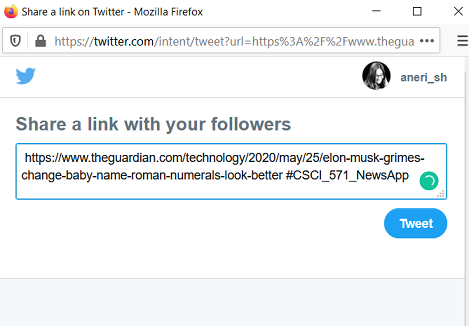 Share a link on Twitter - Mozilla Firefox
https://twitter.com/intent/tweet?url=https%3A%2F%2Fwww.thegua
aneri_sh
Share a link with your followers
https://www.theguardian.com/technology/2020/may/25/elon-musk-grimes-
change-baby-name-roman-numerals-look-better #CSCI_571_NewsApp
Tweet